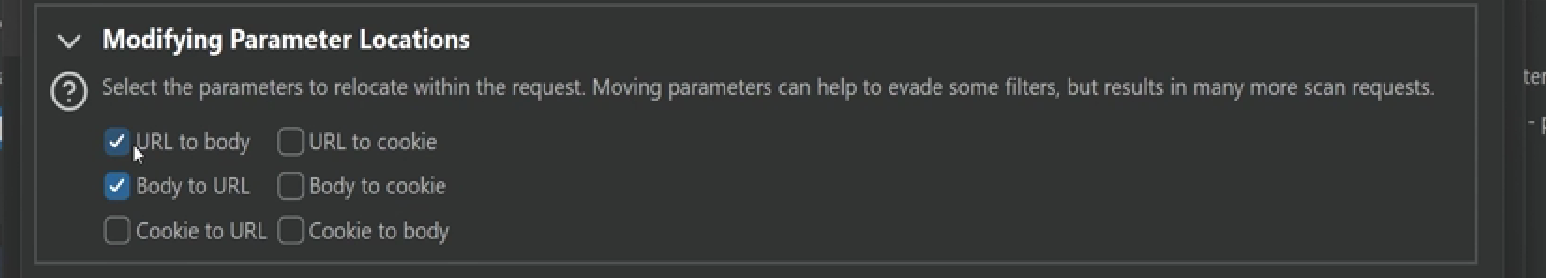 Modifying Parameter Locations
Select the parameters to relocate within the request. Moving parameters can help to evade some filters, but results in many more scan requests.
URL to body URL to cookie
Body to URL Body to cookie
Cookie to URL Cookie to body